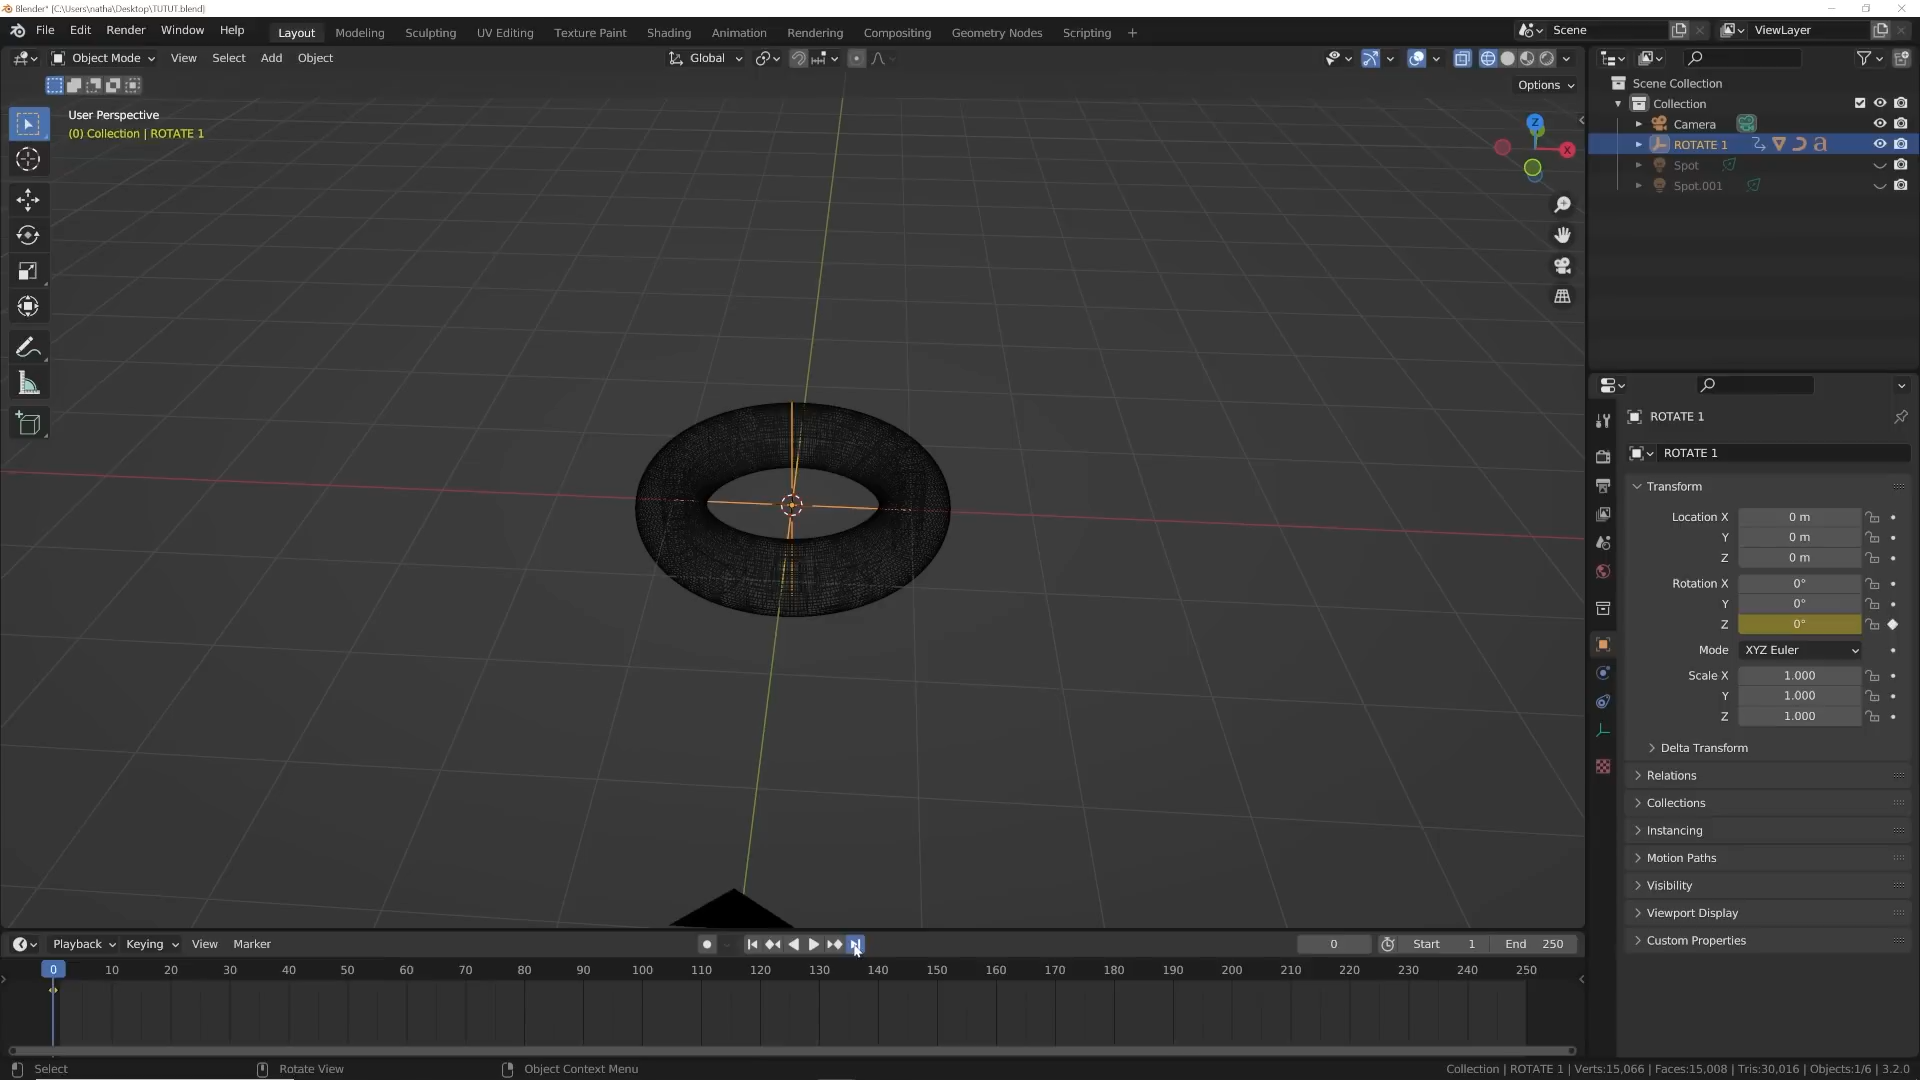 Blender* [C:\Users\natha\Desktop\TUTUT.blend]
File Edit Render Window Help Layout Modeling Sculpting UV Editing Texture Paint Shading Animation Rendering Compositing Geometry Nodes Scripting + Scene ViewLayer
Object Mode View Select Add Object Global
Options
User Perspective
(0) Collection | ROTATE 1
Z
X
Scene Collection
Collection
Camera
ROTATE 1
Spot
Spot.001
ROTATE 1
ROTATE 1
Transform
Location X 0 m
Y 0 m
Z 0 m
Rotation X 0°
Y 0°
Z 0°
Mode XYZ Euler
Scale X 1.000
Y 1.000
Z 1.000
Delta Transform
Relations
Collections
Instancing
Motion Paths
Visibility
Viewport Display
Custom Properties
Playback Keying View Marker 0 Start 1 End 250
0 10 20 30 40 50 60 70 80 90 100 110 120 130 140 150 160 170 180 190 200 210 220 230 240 250
Select Rotate View Object Context Menu Collection | ROTATE 1 | Verts:15,066 | Faces:15,008 | Tris:30,016 | Objects:1/6 | 3.2.0